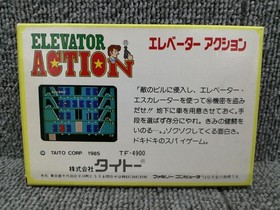 ELEVATOR
ACTION
エレベーター アクション
「敵のビルに侵入し、エレベーター・
エスカレーターを使って㊙機密を盗み
だせ!! 地下に車を用意させておく。手
段を選ばず存分にやれ。きみの健闘を
いのる…。」ゾクゾクしてくる面白さ。
ドキドキのスパイゲーム。
© TAITO CORP 1985
TF-4900
株式会社 タイトー
ファミリー コンピュータ